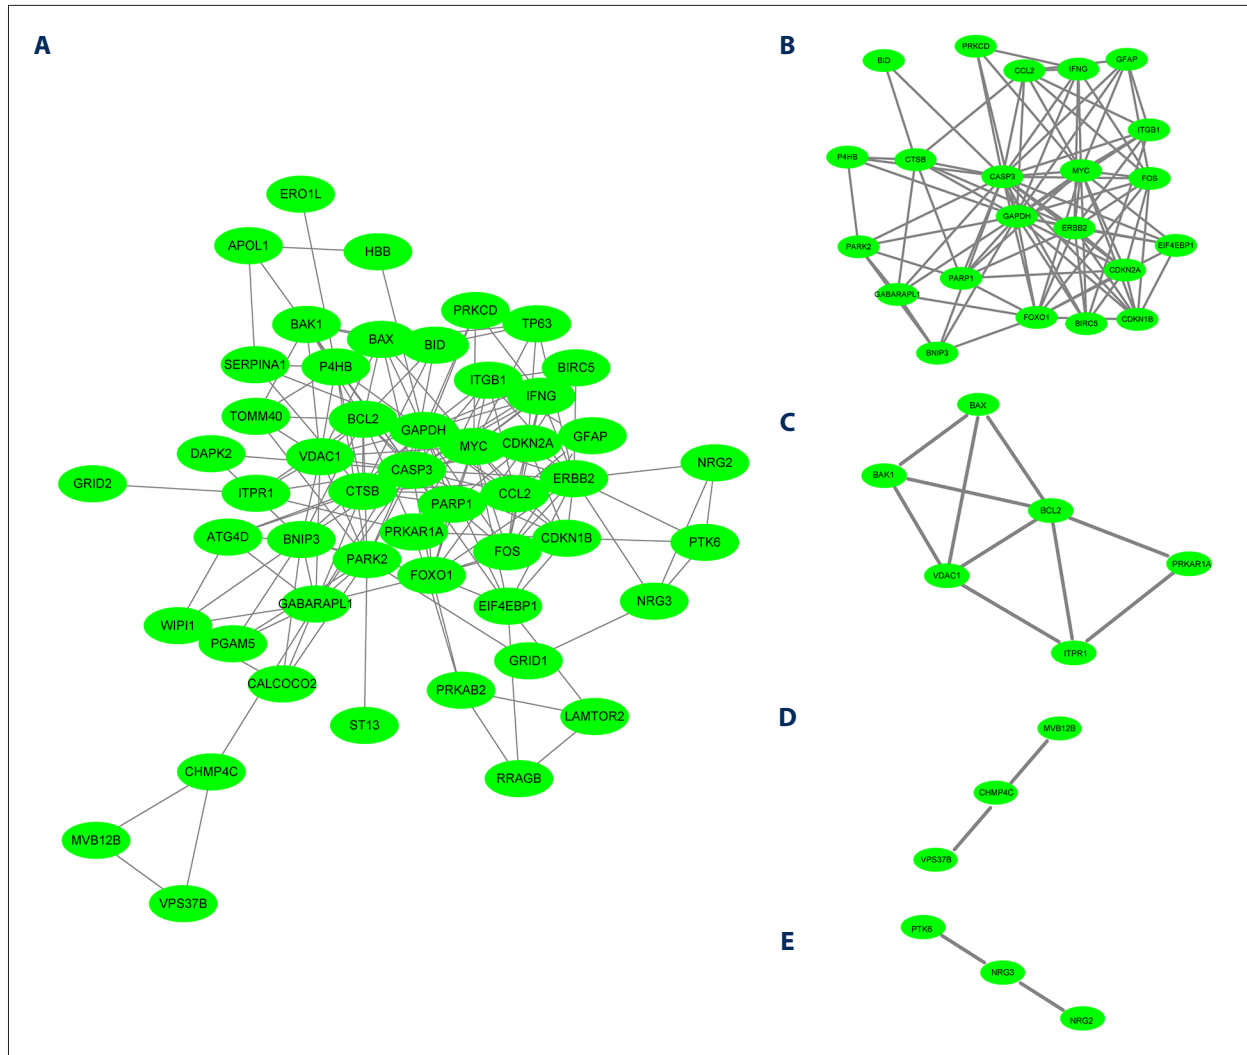 A
ERO1L
APOL1
HBB
PRKCD
BAK1
TP63
BAX
BID
SERPINA1
P4HB
BIRC5
ITGB1
IFNG
TOMM40
BCL2
GAPDH
GFAP
MYC
CDKN2A
DAPK2
VDAC1
NRG2
CASP3
GRID2
ERBB2
ITPR1
CTSB
CCL2
PARP1
PRKAR1A
ATG4D
BNIP3
CDKN1B
PTK6
FOS
PARK2
FOXO1
NRG3
GABARAPL1
EIF4EBP1
WIPI1
PGAM5
GRID1
CALCOCO2
PRKAB2
LAMTOR2
ST13
CHMP4C
RRAGB
MVB12B
VPS37B
B
PRKCD
BID
CCL2
IFNG
GFAP
ITGB1
P4HB
CTSB
CASP3
MYC
FOS
GAPDH
ERBB2
PARK2
EIF4EBP1
CDKN2A
PARP1
GABARAPL1
FOXO1
BIRC5
CDKN1B
BNIP3
C
BAX
BAK1
BCL2
PRKAR1A
VDAC1
ITPR1
D
MVB12B
CHMP4C
VPS37B
E
PTK6
NRG3
NRG2